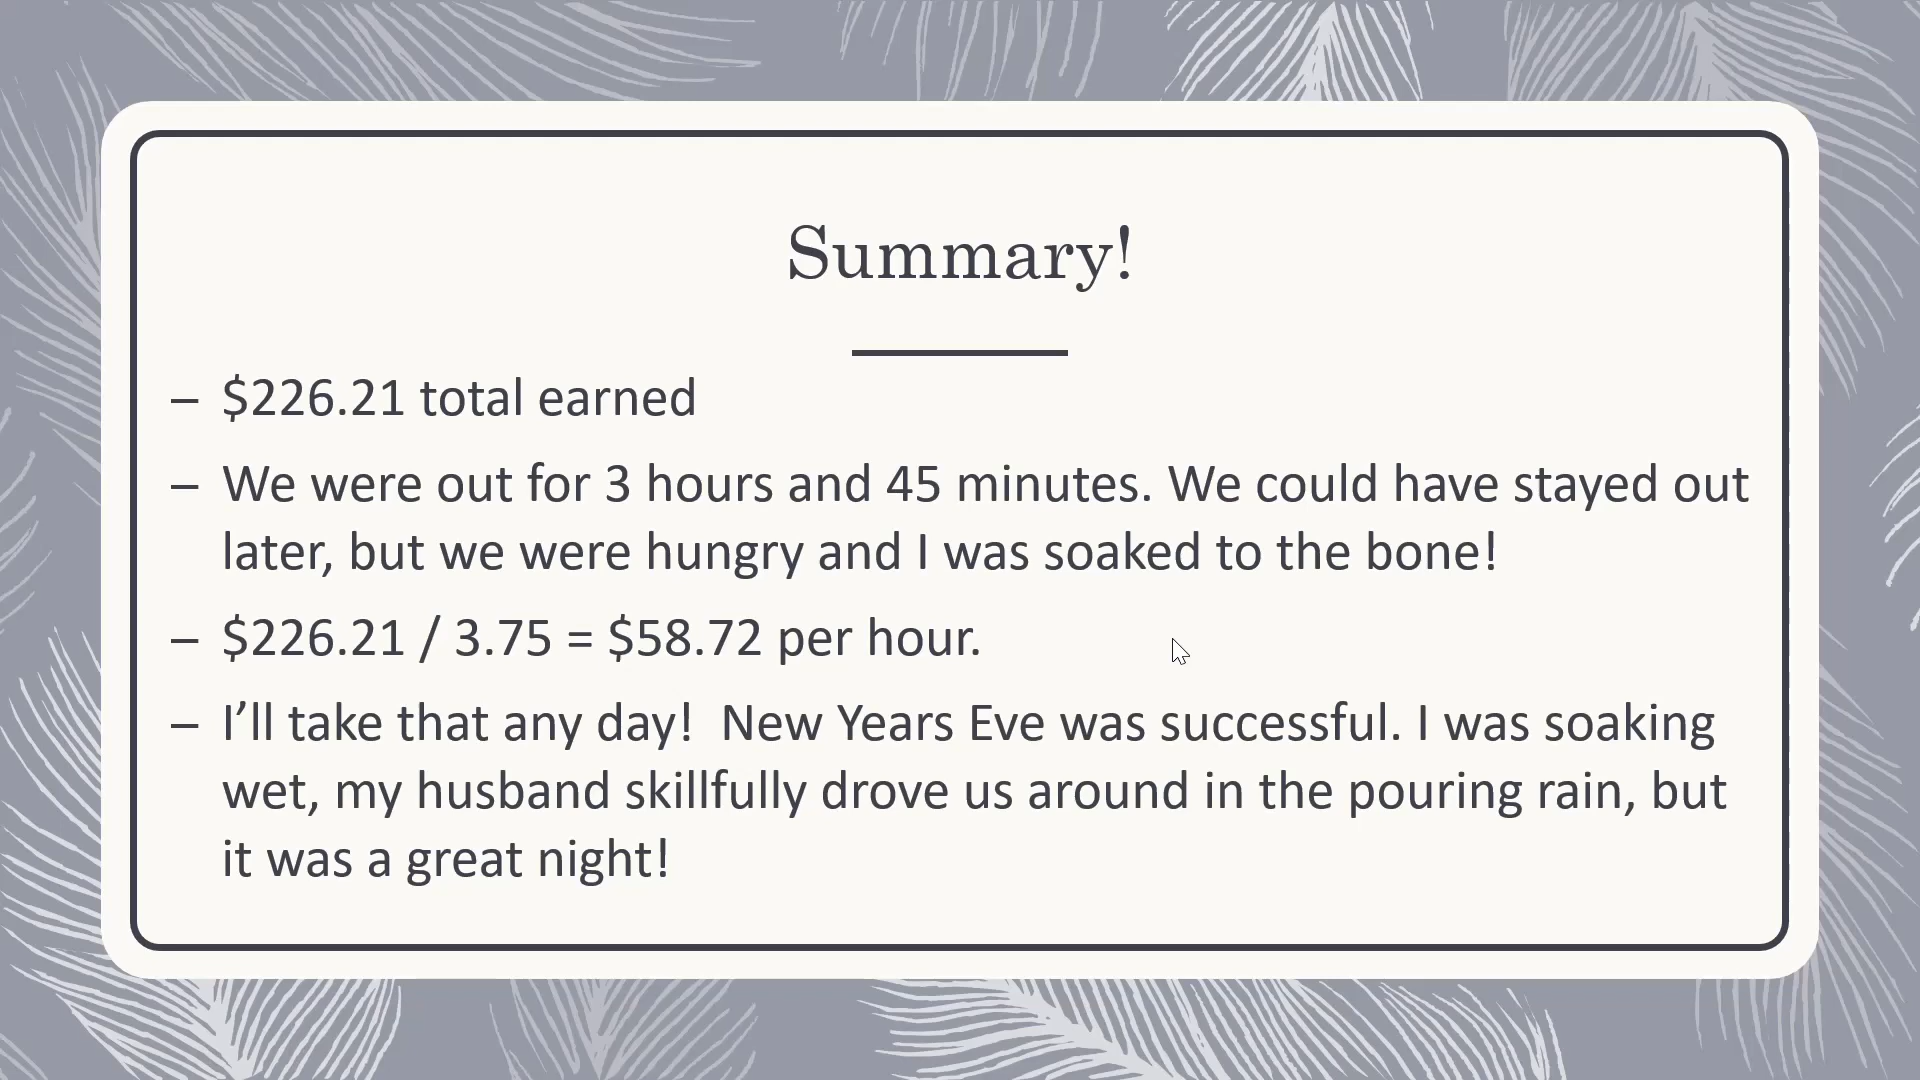 Summary!
– $226.21 total earned
– We were out for 3 hours and 45 minutes. We could have stayed out
later, but we were hungry and I was soaked to the bone!
– $226.21 / 3.75 = $58.72 per hour.
– I’ll take that any day!  New Years Eve was successful. I was soaking
wet, my husband skillfully drove us around in the pouring rain, but
it was a great night!